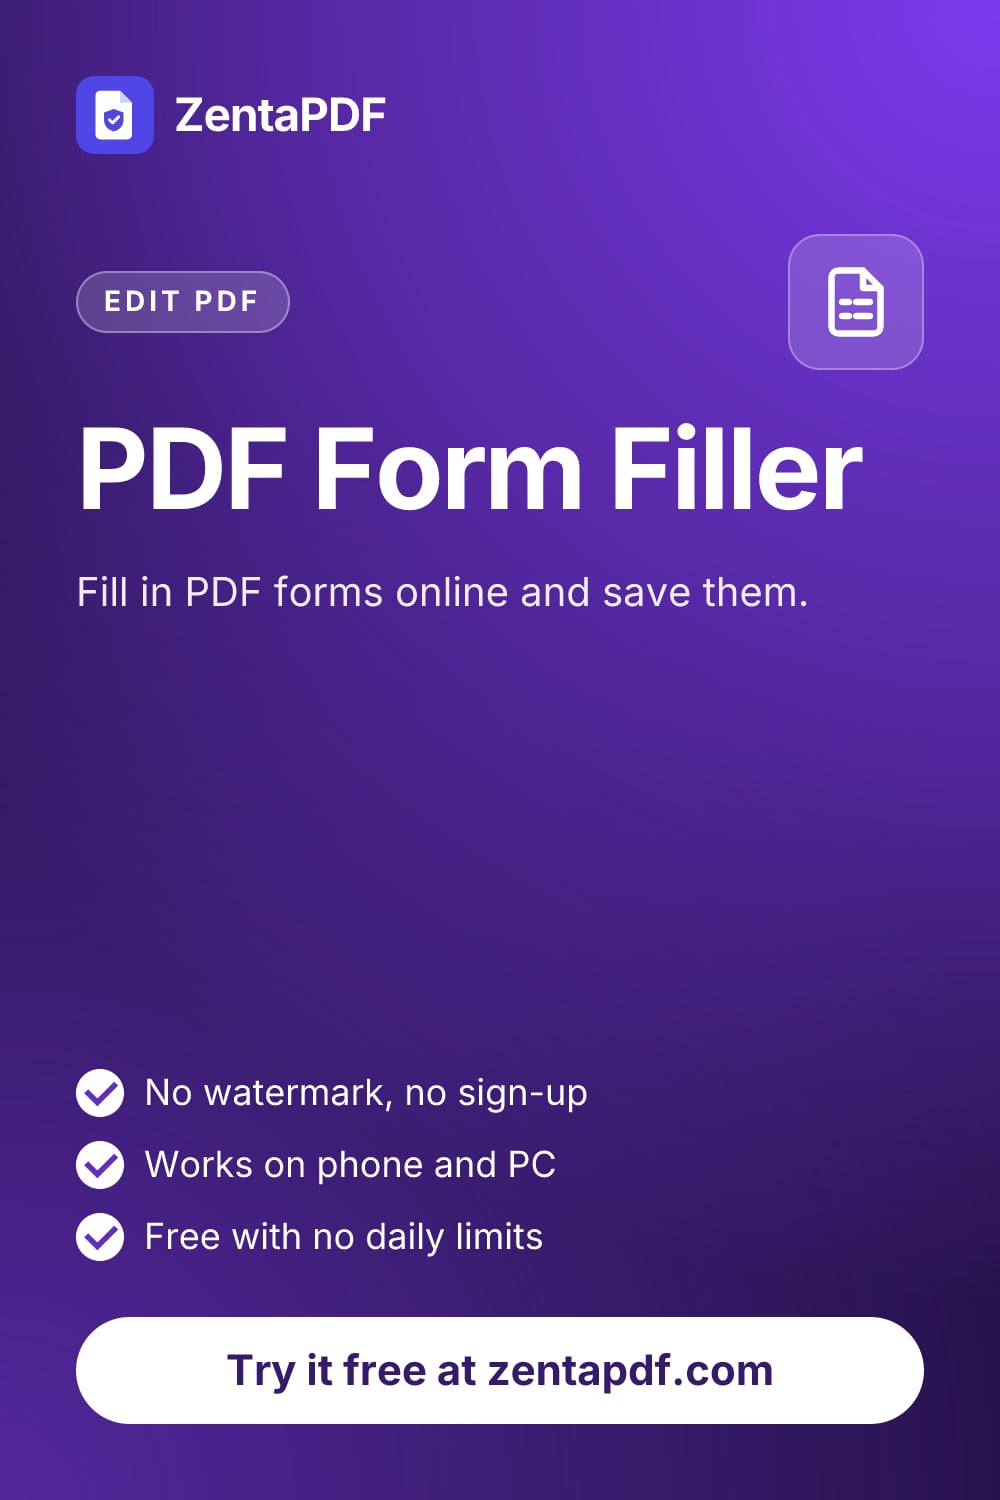 ZentaPDF
EDIT PDF
PDF Form Filler
Fill in PDF forms online and save them.
No watermark, no sign-up
Works on phone and PC
Free with no daily limits
Try it free at zentapdf.com